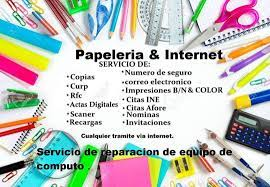 Papeleria & Internet
SERVICIO DE:
• Copias
• Curp
• Rfc
• Actas Digitales
• Scaner
• Recargas
• Numero de seguro
• correo electronico
• Impresiones B/N & COLOR
• Citas INE
• Citas Afore
• Nominas
• Invitaciones
Cualquier tramite via internet.
Servicio de reparacion de equipo de
computo